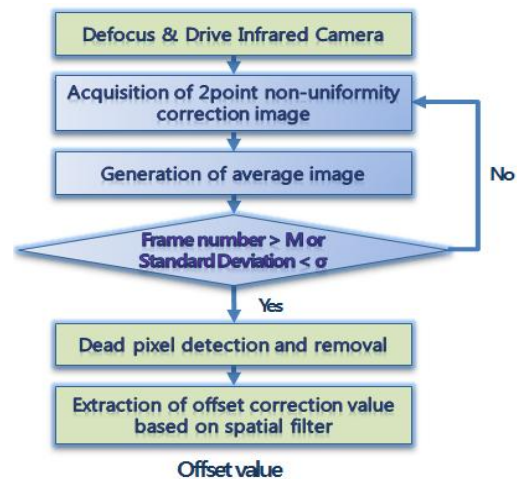 Defocus & Drive Infrared Camera
Acquisition of 2point non-uniformity
correction image
Generation of average image
No
Frame number > M or
Standard Deviation < σ
Yes
Dead pixel detection and removal
Extraction of offset correction value
based on spatial filter
Offset value